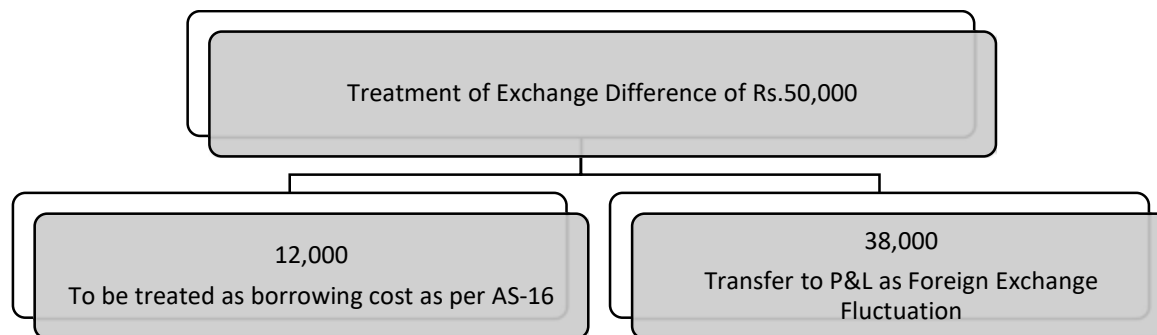 Treatment of Exchange Difference of Rs.50,000
12,000
To be treated as borrowing cost as per AS-16
38,000
Transfer to P&L as Foreign Exchange
Fluctuation